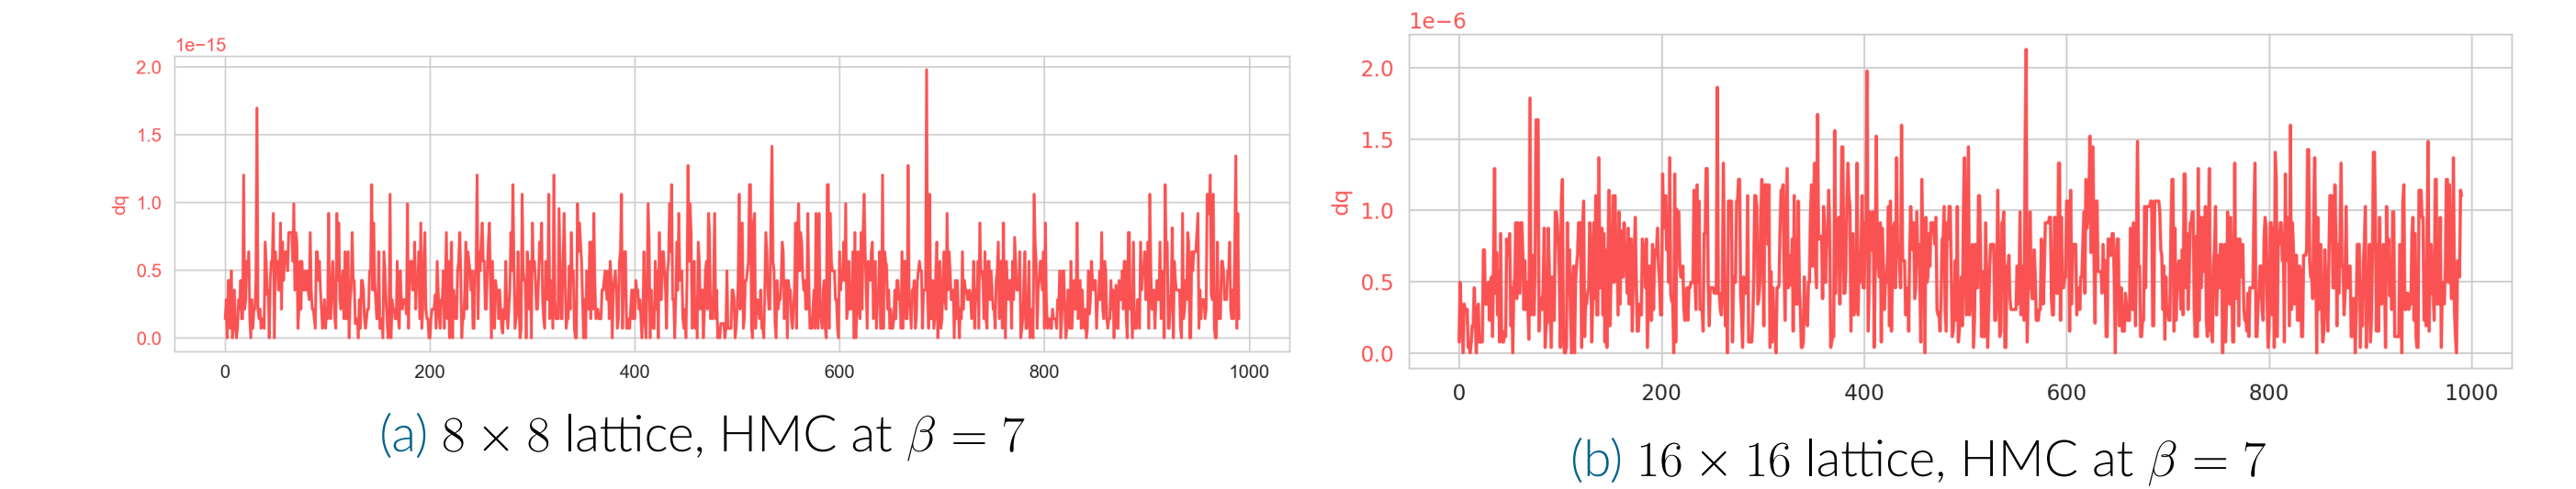 1e−15
2.0
1.5
1.0
0.5
0.0
dq
0 200 400 600 800 1000
(a) 8 × 8 lattice, HMC at β = 7
1e−6
2.0
1.5
1.0
0.5
0.0
dq
0 200 400 600 800 1000
(b) 16 × 16 lattice, HMC at β = 7